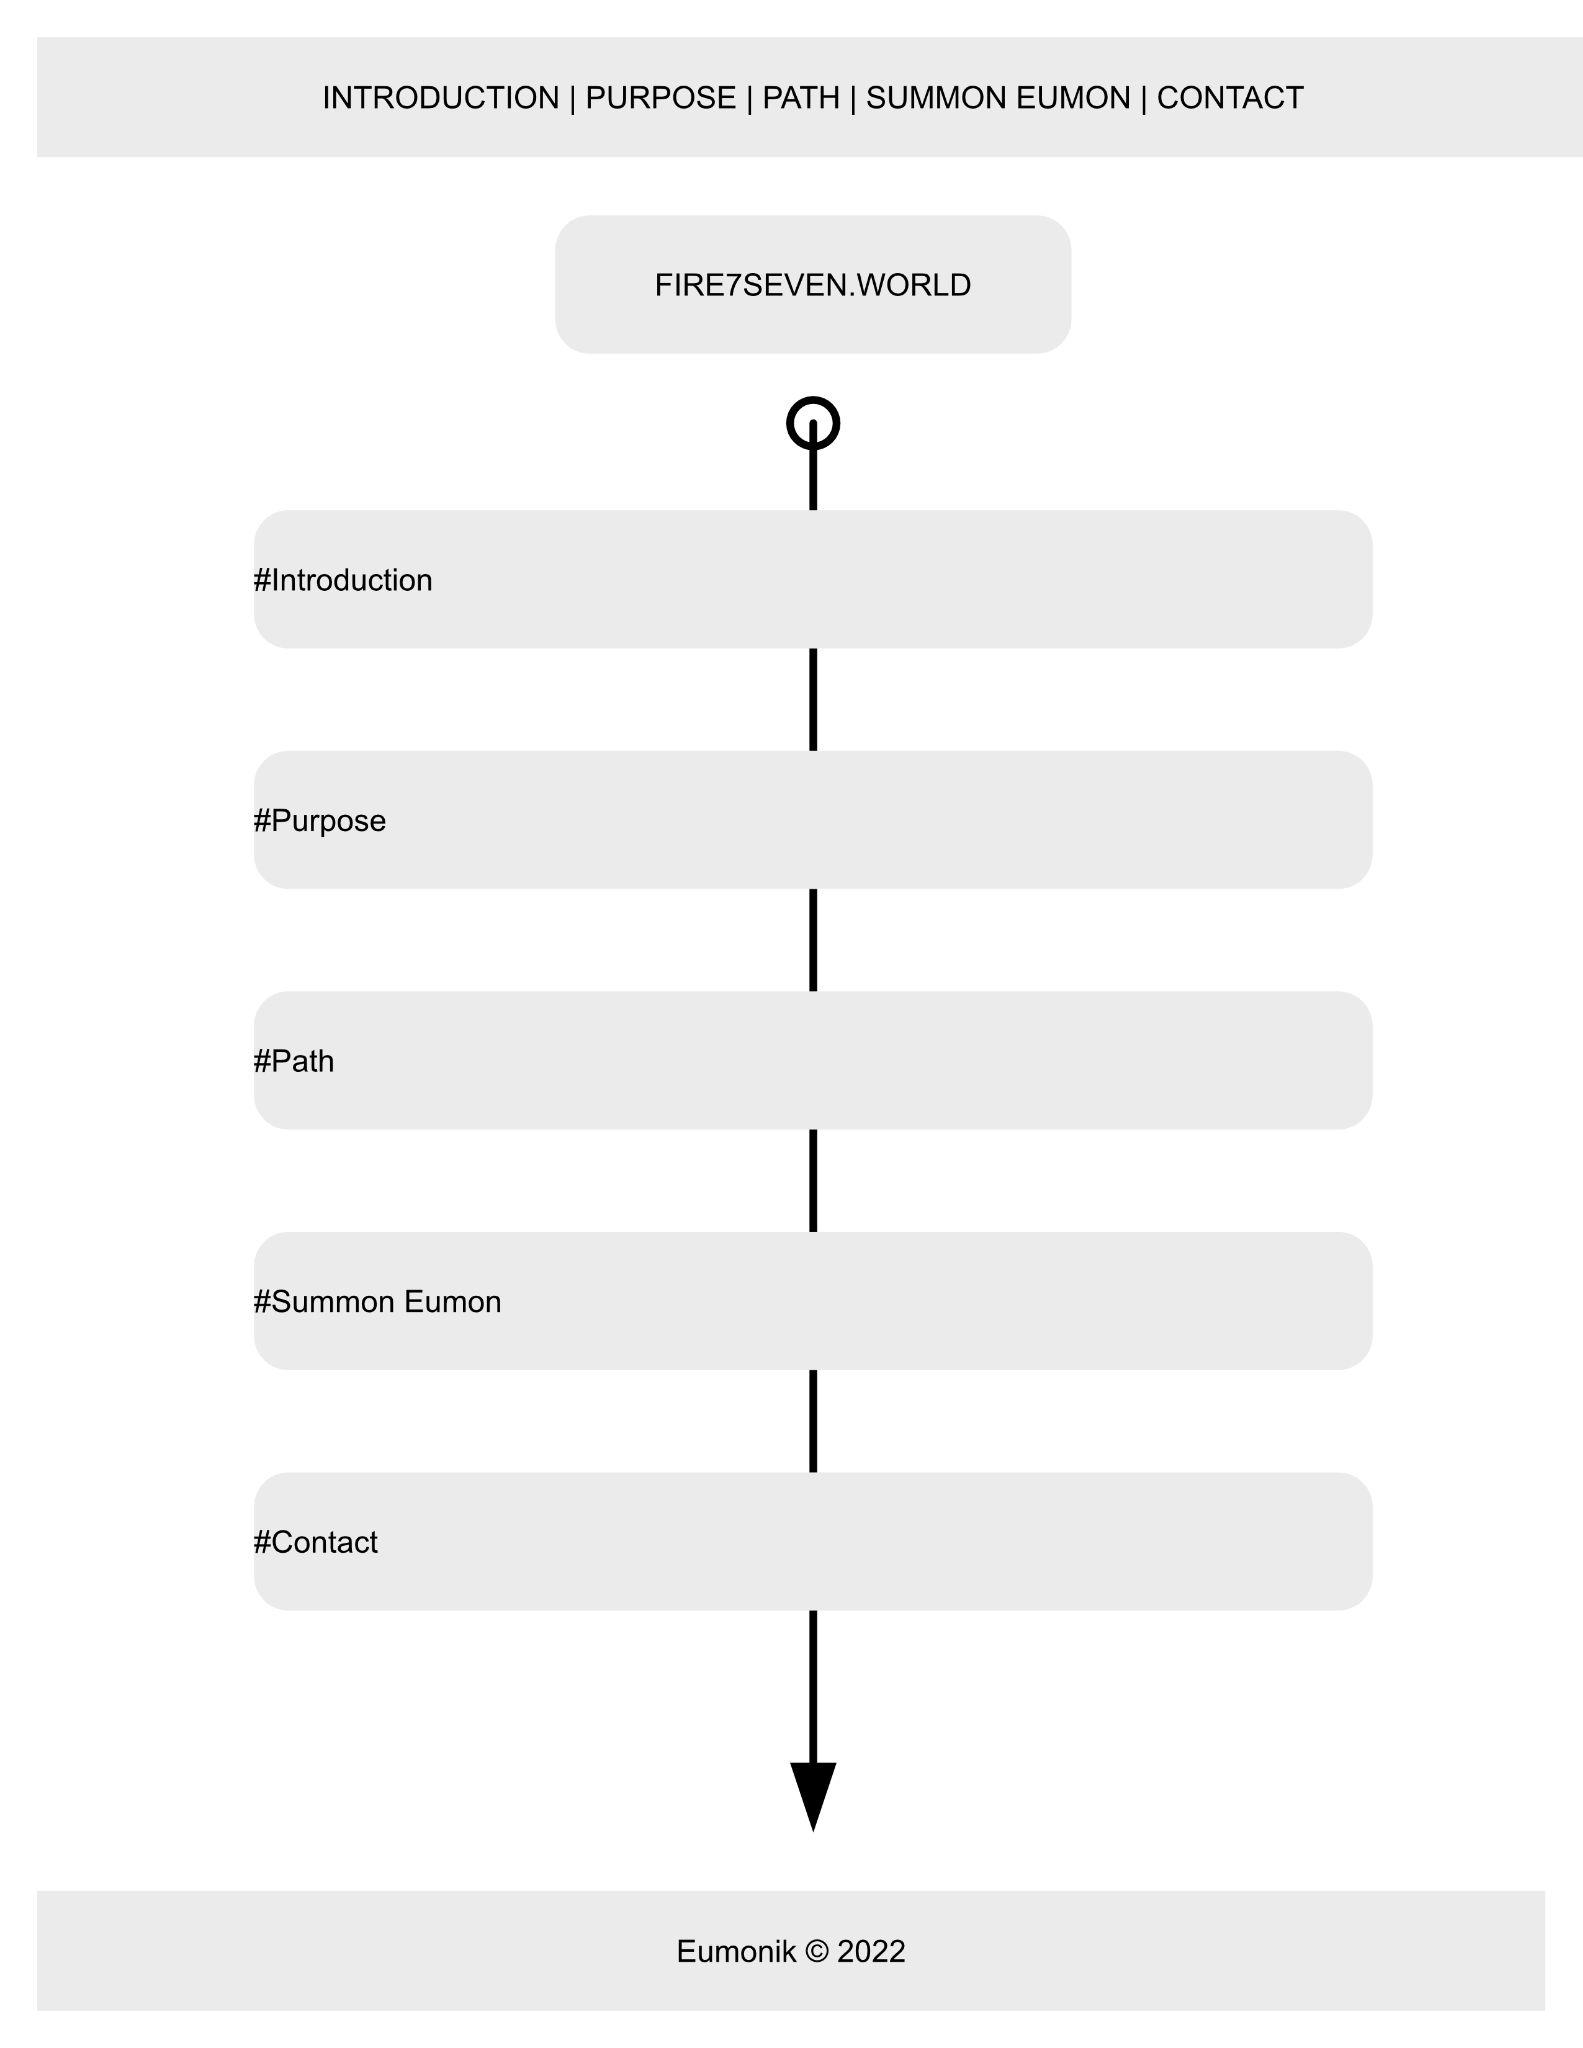 INTRODUCTION | PURPOSE | PATH | SUMMON EUMON | CONTACT
FIRE7SEVEN.WORLD
#Introduction
#Purpose
#Path
#Summon Eumon
#Contact
Eumonik © 2022